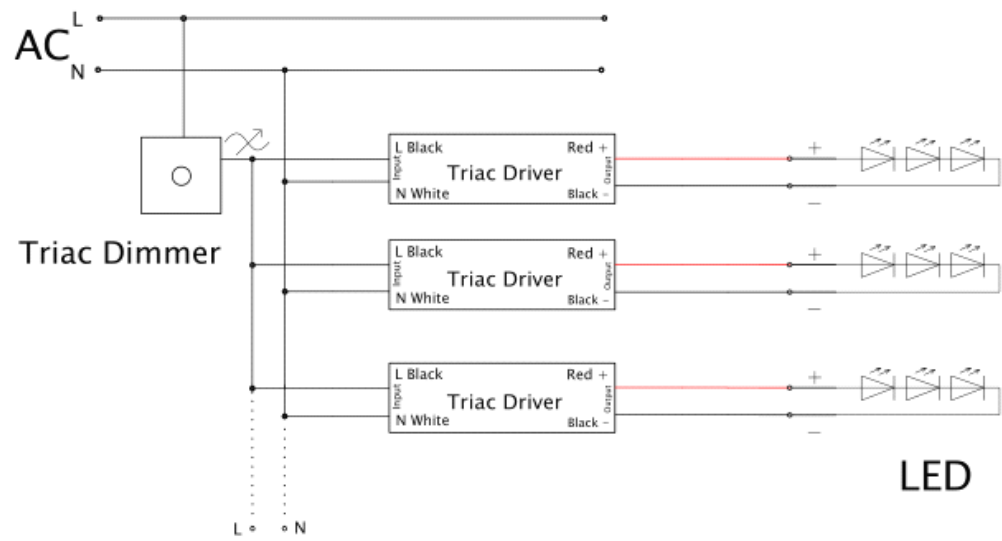 L
AC
N
L Black
Red +
Input
Triac Driver
Output
N White
Black -
Triac Dimmer
+
-
L Black
Red +
Input
Triac Driver
Output
N White
Black -
+
-
L Black
Red +
Input
Triac Driver
Output
N White
Black -
+
-
LED
L
N